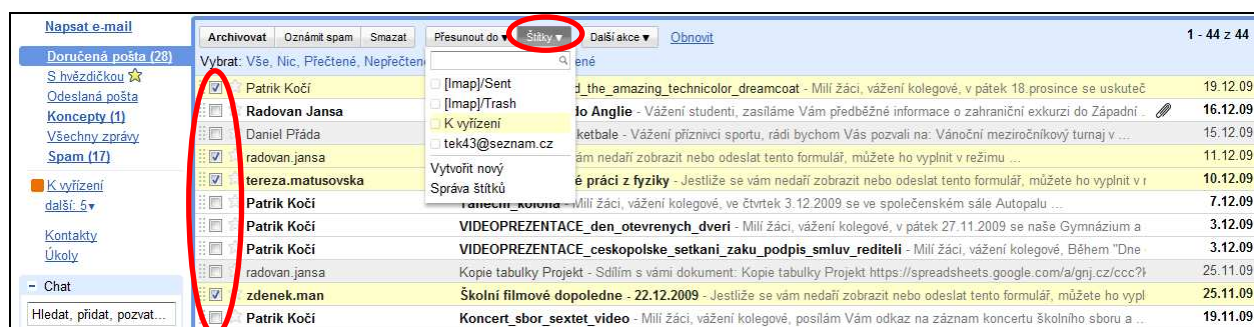 Napsat e-mail
Doručená pošta (28)
S hvězdičkou
Odeslaná pošta
Koncepty (1)
Všechny zprávy
Spam (17)
K vyřízení
další: 5▾
Kontakty
Úkoly
− Chat
Hledat, přidat, pozvat...
Archivovat Oznámit spam Smazat Přesunout do ▾ Štítky ▾ Další akce ▾ Obnovit 1 - 44 z 44
Vybrat: Vše, Nic, Přečtené, Nepřečten ené
[Imap]/Sent
[Imap]/Trash
K vyřízení
tek43@seznam.cz
Vytvořit nový
Správa štítků
Patrik Kočí d_the_amazing_technicolor_dreamcoat - Milí žáci, vážení kolegové, v pátek 18.prosince se uskuteč 19.12.09
Radovan Jansa do Anglie - Vážení studenti, zasíláme Vám předběžné informace o zahraniční exkurzi do Západní 16.12.09
Daniel Přáda ketbale - Vážení příznivci sportu, rádi bychom Vás pozvali na: Vánoční meziročníkový turnaj v ... 15.12.09
radovan.jansa ám nedaří zobrazit nebo odeslat tento formulář, můžete ho vyplnit v režimu ... 11.12.09
tereza.matusovska é práci z fyziky - Jestliže se vám nedaří zobrazit nebo odeslat tento formulář, můžete ho vyplnit v r 10.12.09
Patrik Kočí Taneční_kolona - Milí žáci, vážení kolegové, ve čtvrtek 3.12.2009 se ve společenském sále Autopalu ... 7.12.09
Patrik Kočí VIDEOPREZENTACE_den_otevrenych_dveri - Milí žáci, vážení kolegové, v pátek 27.11.2009 se naše Gymnázium a 3.12.09
Patrik Kočí VIDEOPREZENTACE_ceskopolske_setkani_zaku_podpis_smluv_rediteli - Milí žáci, vážení kolegové, Během "Dne 3.12.09
radovan.jansa Kopie tabulky Projekt - Sdílím s vámi dokument: Kopie tabulky Projekt https://spreadsheets.google.com/a/gnj.cz/ccc?k 25.11.09
zdenek.man Školní filmové dopoledne - 22.12.2009 - Jestliže se vám nedaří zobrazit nebo odeslat tento formulář, můžete ho vypl 25.11.09
Patrik Kočí Koncert_sbor_sextet_video - Milí žáci, vážení kolegové, posílám Vám odkaz na záznam koncertu školního sboru a ... 19.11.09